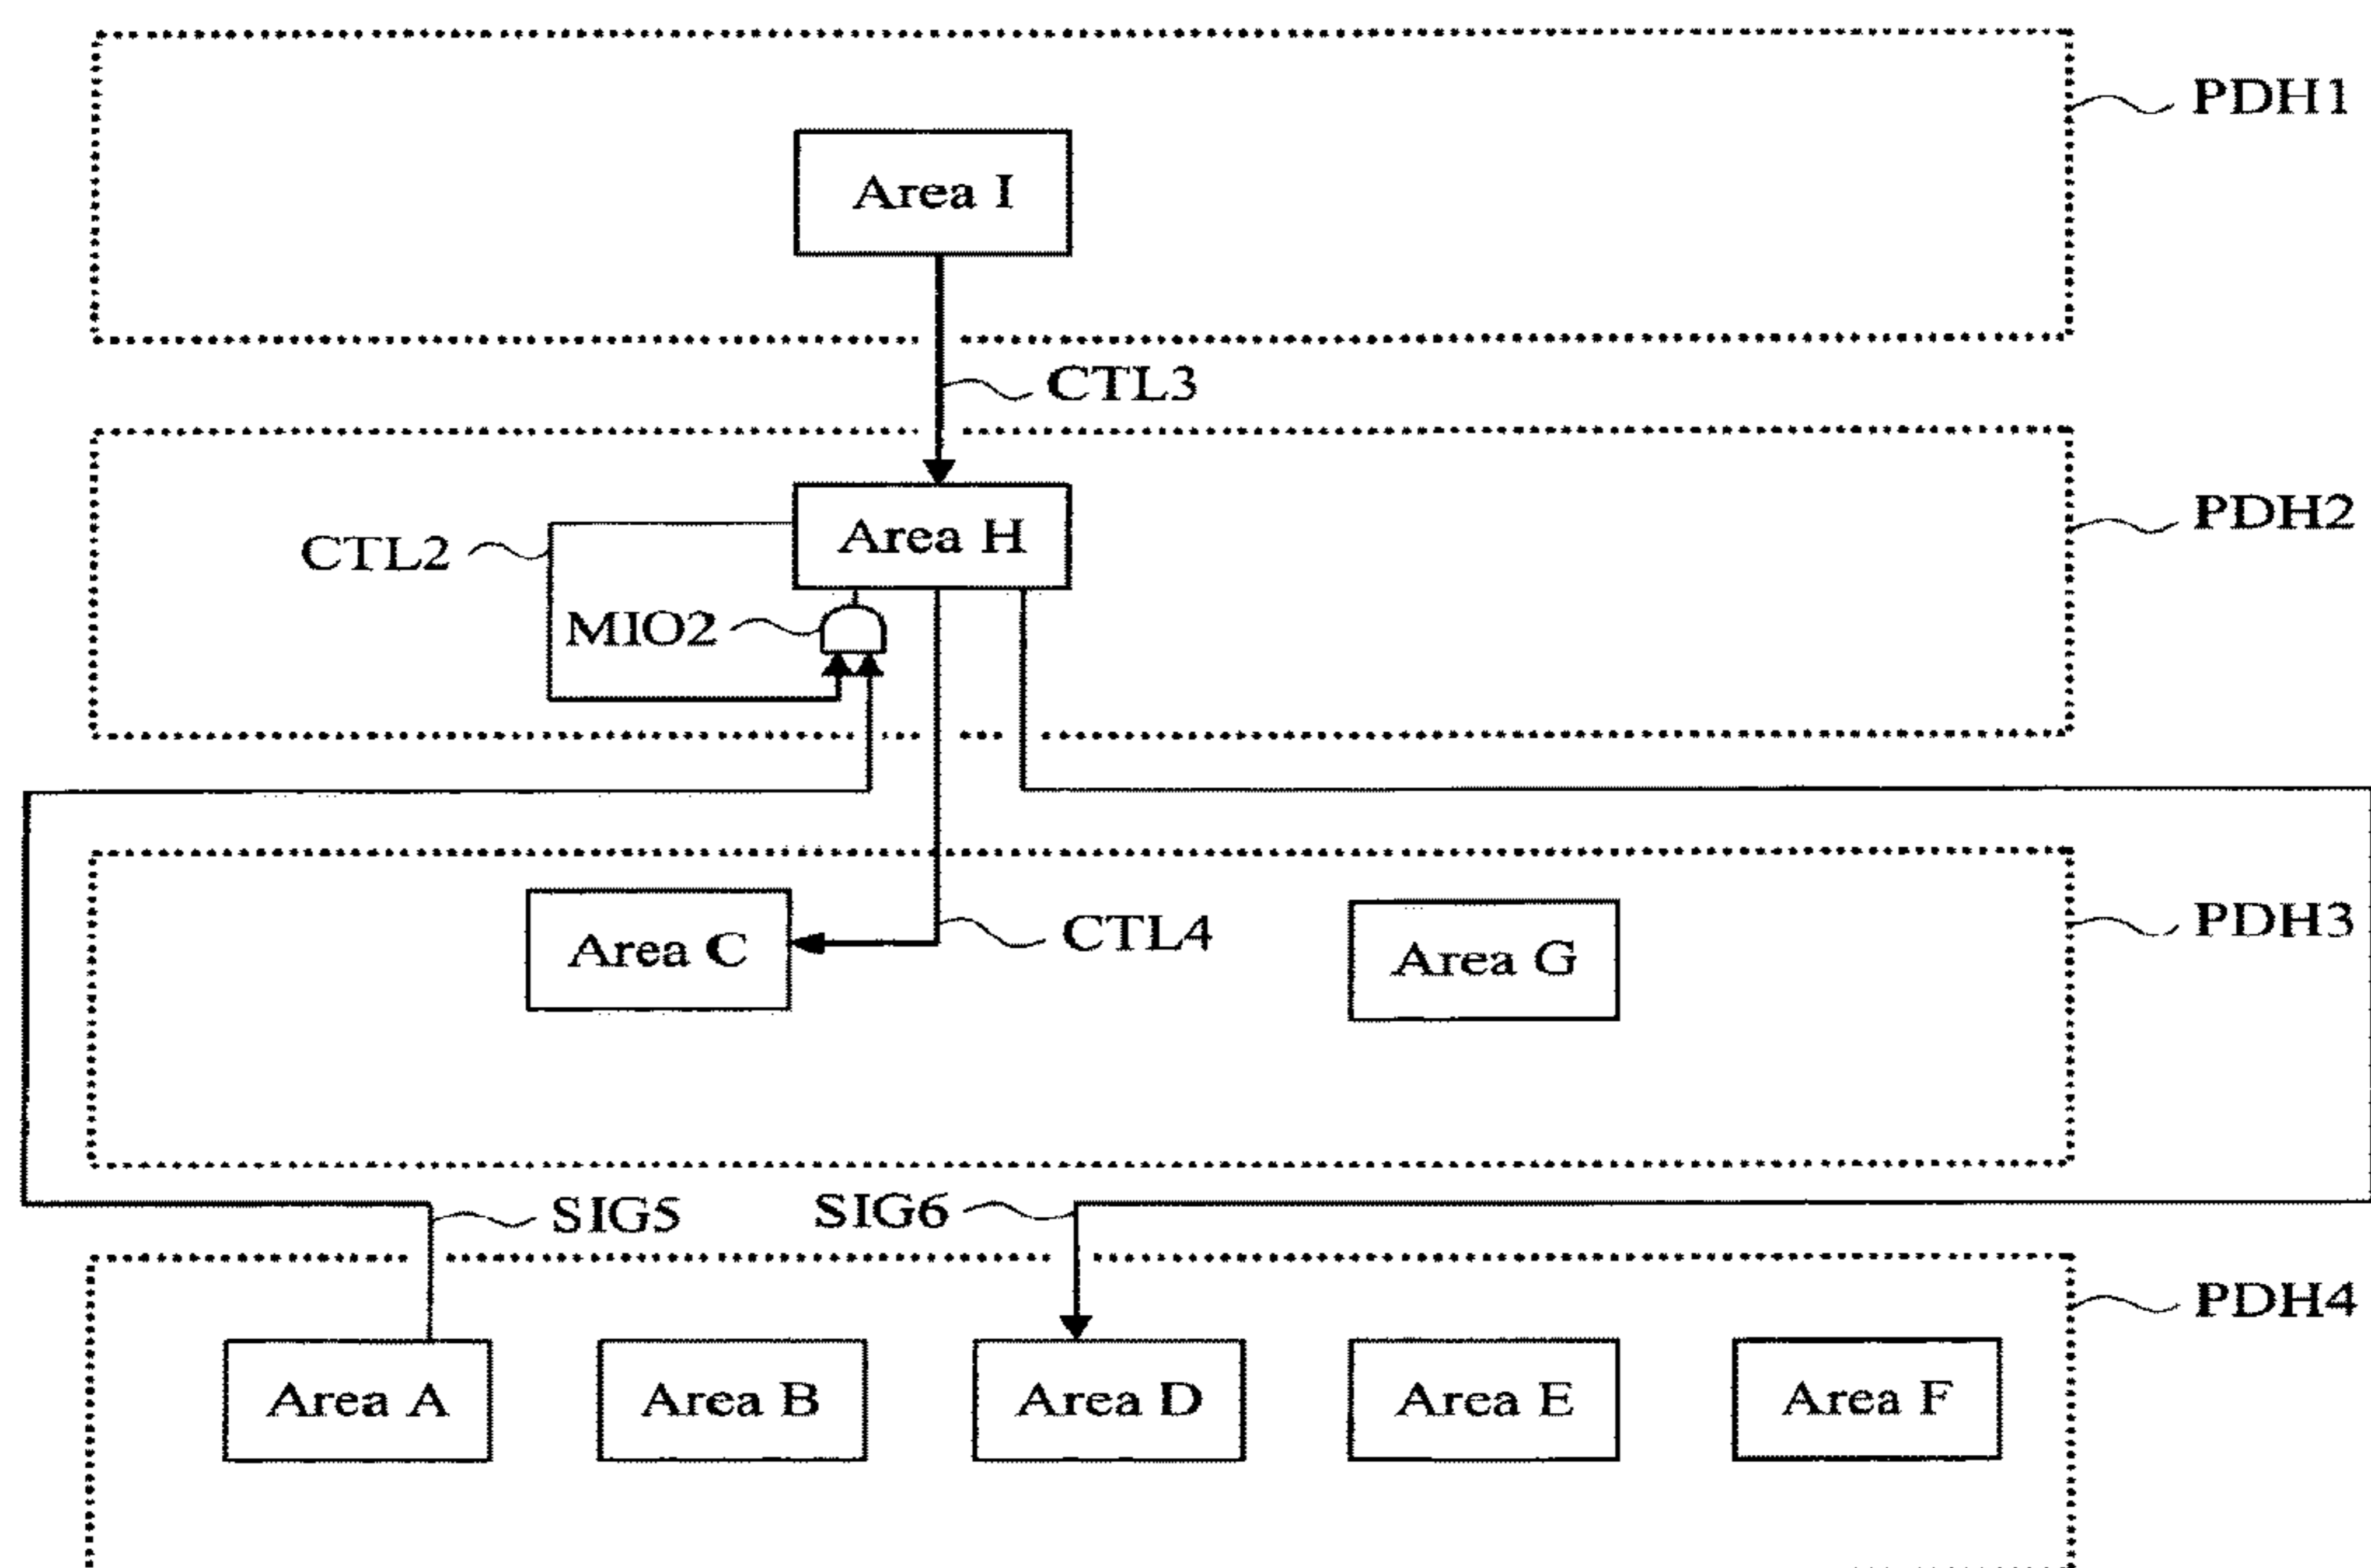 PDH1
Area I
CTL3
Area H
PDH2
CTL2
MIO2
Area C
CTL4
Area G
PDH3
SIG5
SIG6
PDH4
Area A
Area B
Area D
Area E
Area F